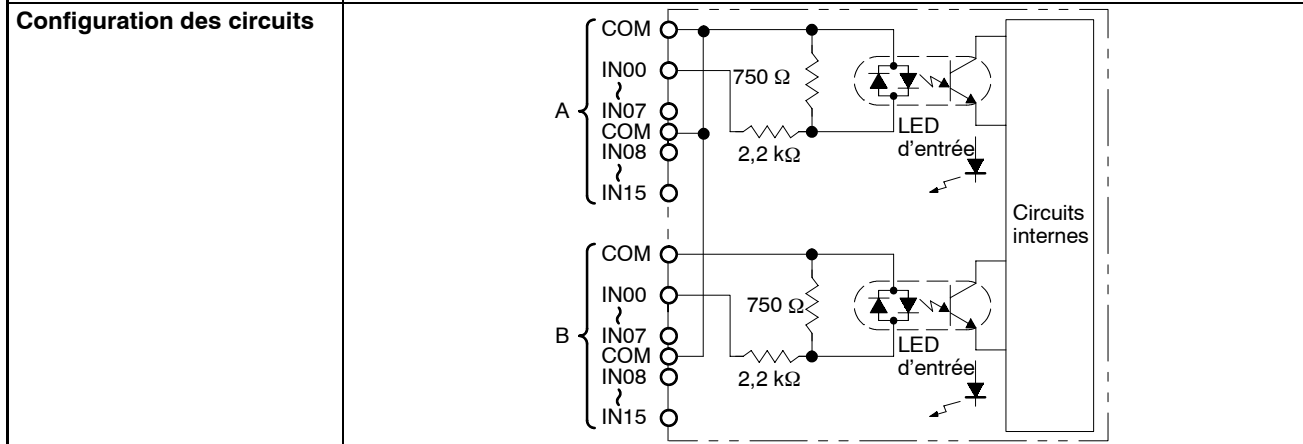 Configuration des circuits
COM
IN00
IN07
COM
IN08
IN15
A
750 Ω
2,2 kΩ
LED
d'entrée
Circuits
internes
COM
IN00
IN07
COM
IN08
IN15
B
750 Ω
2,2 kΩ
LED
d'entrée